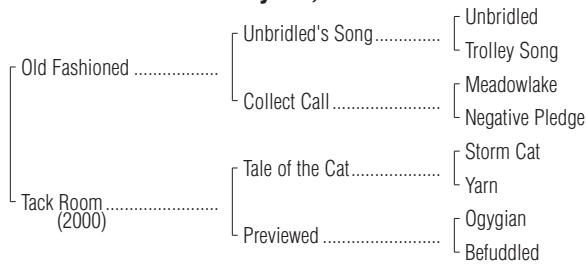 Unbridled
Unbridled's Song..............
Trolley Song
Old Fashioned ..................
Meadowlake
Collect Call .......................
Negative Pledge
Storm Cat
Tale of the Cat...................
Yarn
Tack Room........................
(2000)
Ogygian
Previewed .........................
Befuddled